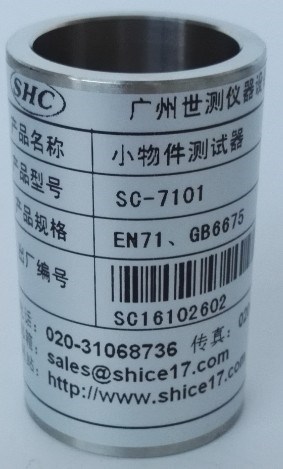 SHC 广州世测仪器设
产品名称 小物件测试器
产品型号 SC-7101
产品规格 EN71、GB6675
出厂编号
SC16102602
020-31068736 传真: 020
sales@shice17.com
http://www.shice17.com